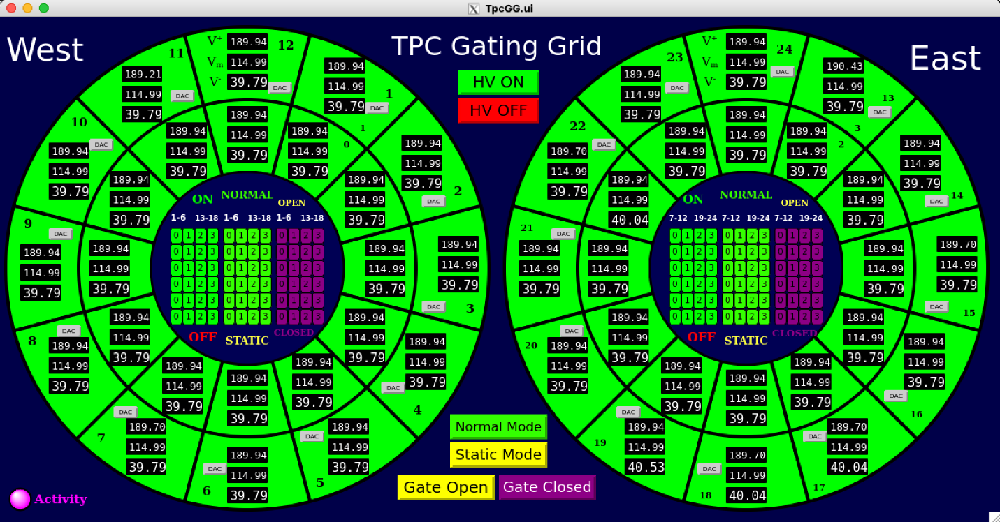 TpcGG.ui
West
TPC Gating Grid
East
HV ON
HV OFF
11
V+ 189.94
Vm 114.99
V- 39.79
12
DAC
189.21
114.99
39.79
DAC
189.94
114.99
39.79
1
DAC
1
0
10
DAC
189.94
114.99
39.79
189.94
114.99
39.79
189.94
114.99
39.79
189.94
114.99
39.79
189.94
114.99
39.79
2
DAC
189.94
114.99
39.79
189.94
114.99
39.79
9
DAC
189.94
114.99
39.79
189.94
114.99
39.79
189.94
114.99
39.79
189.94
114.99
39.79
3
DAC
8
DAC
189.94
114.99
39.79
189.94
114.99
39.79
189.94
114.99
39.79
189.94
114.99
39.79
4
DAC
189.94
114.99
39.79
189.94
114.99
39.79
189.94
114.99
39.79
7
DAC
189.70
114.99
39.79
6
DAC
189.94
114.99
39.79
5
DAC
189.94
114.99
39.79
ON NORMAL OPEN
1-6 13-18 1-6 13-18 1-6 13-18
0 1 2 3 0 1 2 3 0 1 2 3
0 1 2 3 0 1 2 3 0 1 2 3
0 1 2 3 0 1 2 3 0 1 2 3
0 1 2 3 0 1 2 3 0 1 2 3
0 1 2 3 0 1 2 3 0 1 2 3
0 1 2 3 0 1 2 3 0 1 2 3
OFF STATIC CLOSED
23
V+ 189.94
Vm 114.99
V- 39.79
24
DAC
189.94
114.99
39.79
DAC
190.43
114.99
39.79
13
DAC
3
2
22
DAC
189.70
114.99
39.79
189.94
114.99
39.79
189.94
114.99
39.79
189.94
114.99
39.79
189.94
114.99
39.79
14
DAC
189.94
114.99
40.04
189.94
114.99
39.79
21
DAC
189.94
114.99
39.79
189.94
114.99
39.79
189.94
114.99
39.79
189.70
114.99
39.79
15
DAC
20
DAC
189.94
114.99
39.79
189.94
114.99
39.79
189.94
114.99
39.79
189.94
114.99
39.79
16
DAC
189.94
114.99
39.79
189.94
114.99
39.79
189.94
114.99
39.79
19
DAC
189.94
114.99
40.53
18
DAC
189.70
114.99
40.04
17
DAC
189.70
114.99
40.04
ON NORMAL OPEN
7-12 19-24 7-12 19-24 7-12 19-24
0 1 2 3 0 1 2 3 0 1 2 3
0 1 2 3 0 1 2 3 0 1 2 3
0 1 2 3 0 1 2 3 0 1 2 3
0 1 2 3 0 1 2 3 0 1 2 3
0 1 2 3 0 1 2 3 0 1 2 3
0 1 2 3 0 1 2 3 0 1 2 3
OFF STATIC CLOSED
Normal Mode
Static Mode
Gate Open Gate Closed
Activity